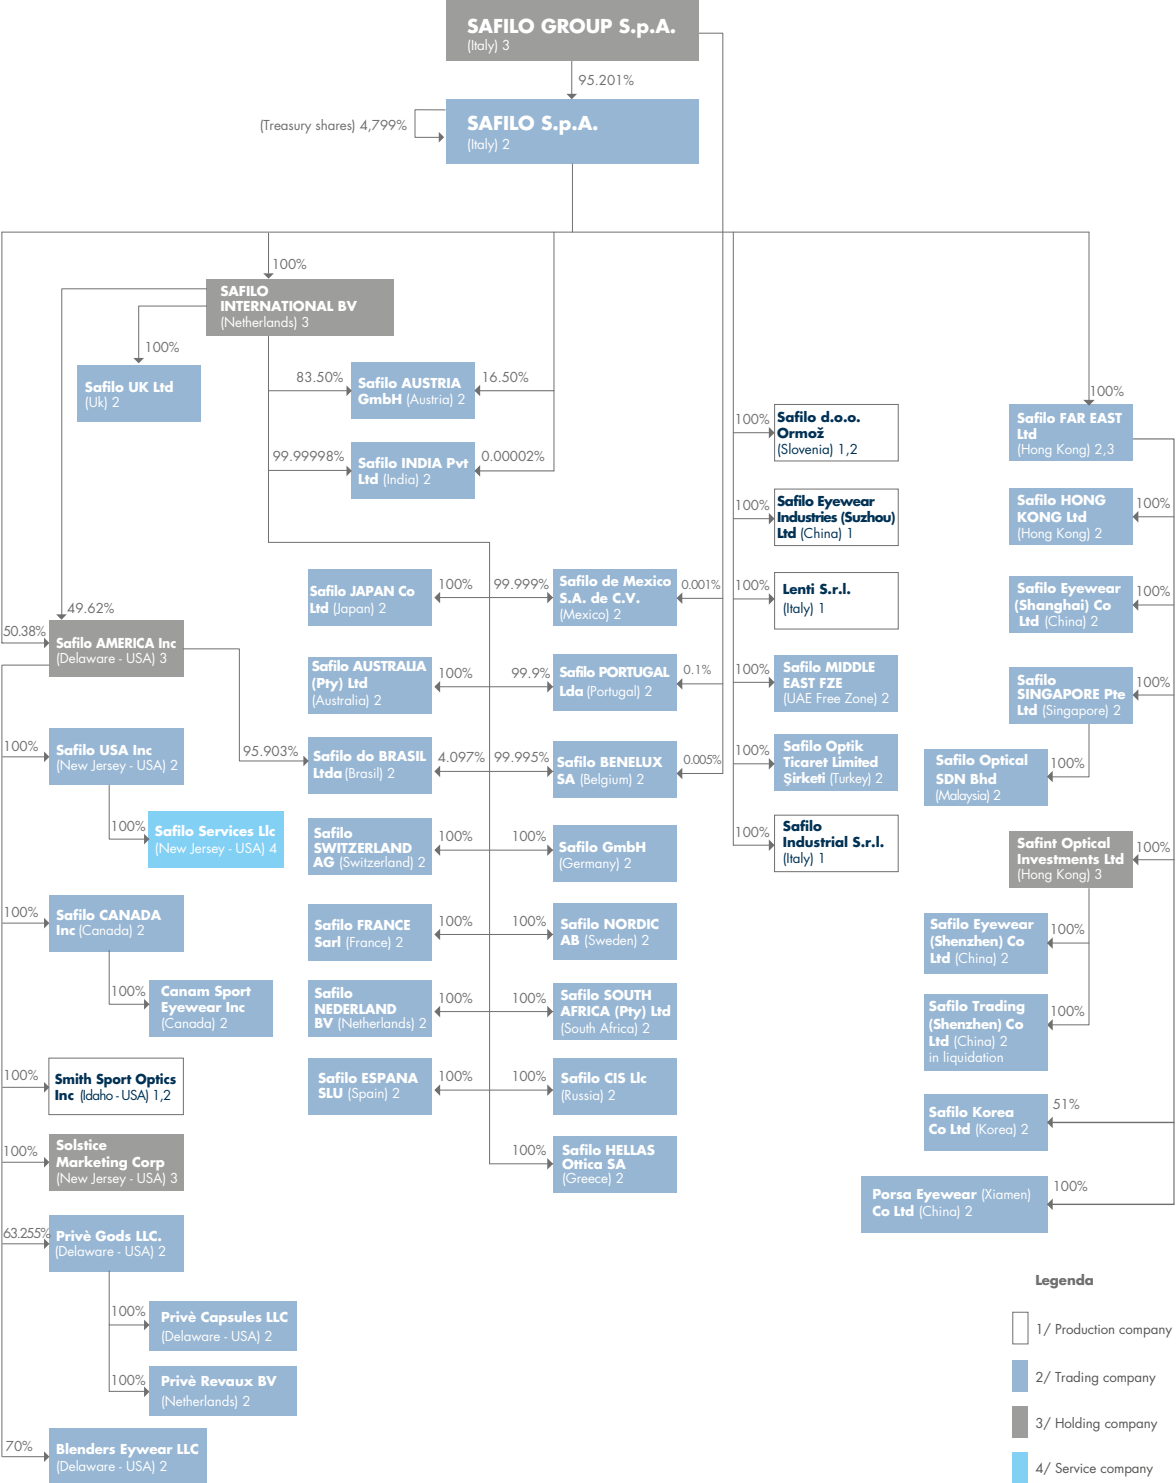 SAFILO GROUP S.p.A.
(Italy) 3
95.201%
(Treasury shares) 4,799%
SAFILO S.p.A.
(Italy) 2
100%
SAFILO
INTERNATIONAL BV
(Netherlands) 3
100%
Safilo UK Ltd
(Uk) 2
83.50%
Safilo AUSTRIA
GmbH (Austria) 2
16.50%
99.99998%
Safilo INDIA Pvt
Ltd (India) 2
0.00002%
49.62%
50.38%
Safilo AMERICA Inc
(Delaware - USA) 3
100%
Safilo USA Inc
(New Jersey - USA) 2
100%
Safilo Services Llc
(New Jersey - USA) 4
100%
Safilo CANADA
Inc (Canada) 2
100%
Canam Sport
Eyewear Inc
(Canada) 2
100%
Smith Sport Optics
Inc (Idaho - USA) 1,2
100%
Solstice
Marketing Corp
(New Jersey - USA) 3
63.255%
Privè Gods LLC.
(Delaware - USA) 2
100%
Privè Capsules LLC
(Delaware - USA) 2
100%
Privè Revaux BV
(Netherlands) 2
70%
Blenders Eywear LLC
(Delaware - USA) 2
Safilo JAPAN Co
Ltd (Japan) 2
100%
99.999%
Safilo de Mexico
S.A. de C.V.
(Mexico) 2
0.001%
Safilo AUSTRALIA
(Pty) Ltd
(Australia) 2
100%
99.9%
Safilo PORTUGAL
Lda (Portugal) 2
0.1%
95.903%
Safilo do BRASIL
Ltda (Brasil) 2
4.097%
99.995%
Safilo BENELUX
SA (Belgium) 2
0.005%
Safilo
SWITZERLAND
AG (Switzerland) 2
100%
100%
Safilo GmbH
(Germany) 2
Safilo FRANCE
Sarl (France) 2
100%
100%
Safilo NORDIC
AB (Sweden) 2
Safilo
NEDERLAND
BV (Netherlands) 2
100%
100%
Safilo SOUTH
AFRICA (Pty) Ltd
(South Africa) 2
Safilo ESPANA
SLU (Spain) 2
100%
100%
Safilo CIS Llc
(Russia) 2
100%
Safilo HELLAS
Ottica SA
(Greece) 2
100%
Safilo d.o.o.
Ormož
(Slovenia) 1,2
100%
Safilo Eyewear
Industries (Suzhou)
Ltd (China) 1
100%
Lenti S.r.l.
(Italy) 1
100%
Safilo MIDDLE
EAST FZE
(UAE Free Zone) 2
100%
Safilo Optik
Ticaret Limited
Şirketi (Turkey) 2
100%
Safilo
Industrial S.r.l.
(Italy) 1
100%
Safilo FAR EAST
Ltd
(Hong Kong) 2,3
Safilo HONG
KONG Ltd
(Hong Kong) 2
100%
Safilo Eyewear
(Shanghai) Co
Ltd (China) 2
100%
Safilo
SINGAPORE Pte
Ltd (Singapore) 2
100%
Safilo Optical
SDN Bhd
(Malaysia) 2
100%
Safint Optical
Investments Ltd
(Hong Kong) 3
100%
Safilo Eyewear
(Shenzhen) Co
Ltd (China) 2
100%
Safilo Trading
(Shenzhen) Co
Ltd (China) 2
in liquidation
100%
Safilo Korea
Co Ltd (Korea) 2
51%
Porsa Eyewear (Xiamen)
Co Ltd (China) 2
100%
Legenda
1/ Production company
2/ Trading company
3/ Holding company
4/ Service company